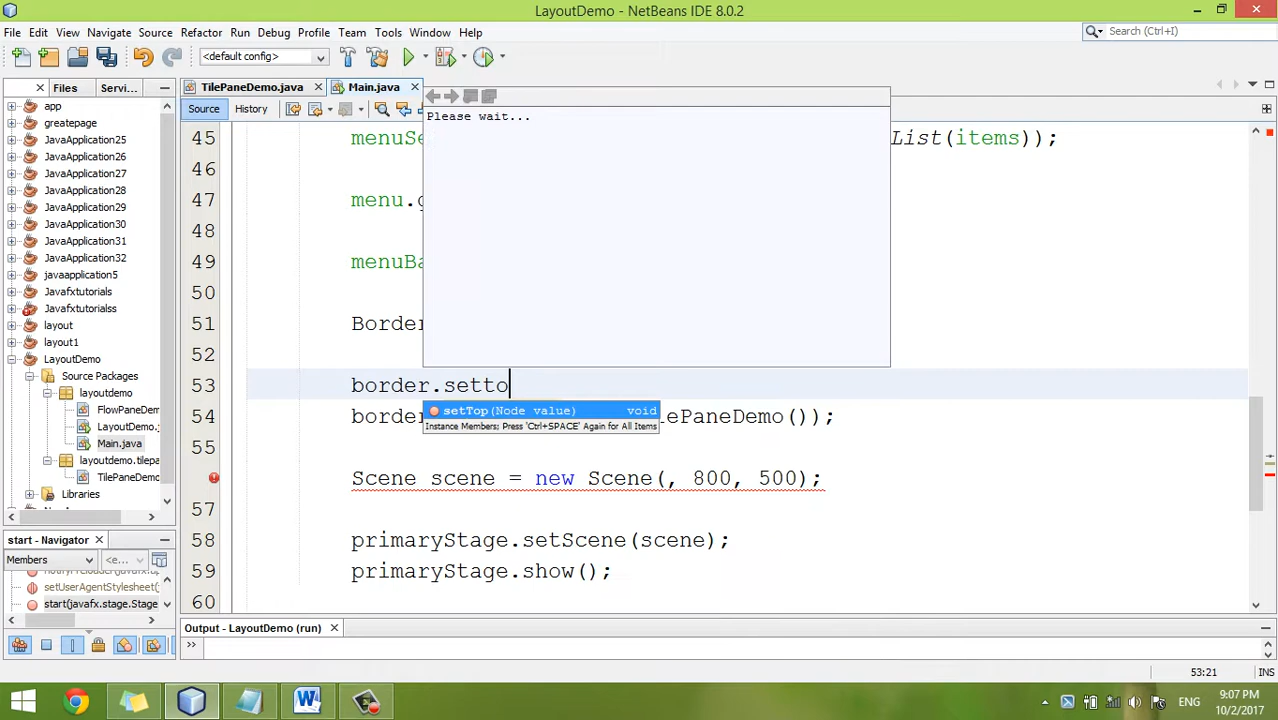 LayoutDemo - NetBeans IDE 8.0.2
File Edit View Navigate Source Refactor Run Debug Profile Team Tools Window Help
Search (Ctrl+I)
<default config>
Files Servi...
TilePaneDemo.java Main.java
Source History
app
greatepage
JavaApplication25
JavaApplication26
JavaApplication27
JavaApplication28
JavaApplication29
JavaApplication30
JavaApplication31
JavaApplication32
javaapplication5
Javafxtutorials
Javafxtutorialss
layout
layout1
LayoutDemo
Source Packages
layoutdemo
FlowPaneDem
LayoutDemo.j
Main.java
layoutdemo.tilepa
TilePaneDemo
Libraries
start - Navigator
Members <e...
setUserAgentStylesheet(
start(javafx.stage.Stage
Please wait...
45 menuSe List(items));
46
47 menu.g
48
49 menuBa
50
51 Border
52
53 border.setto
setTop(Node value) void
Instance Members; Press 'Ctrl+SPACE' Again for All Items
54 border lePaneDemo());
55
Scene scene = new Scene(, 800, 500);
57
58 primaryStage.setScene(scene);
59 primaryStage.show();
60
Output - LayoutDemo (run)
53:21 INS
ENG
9:07 PM
10/2/2017